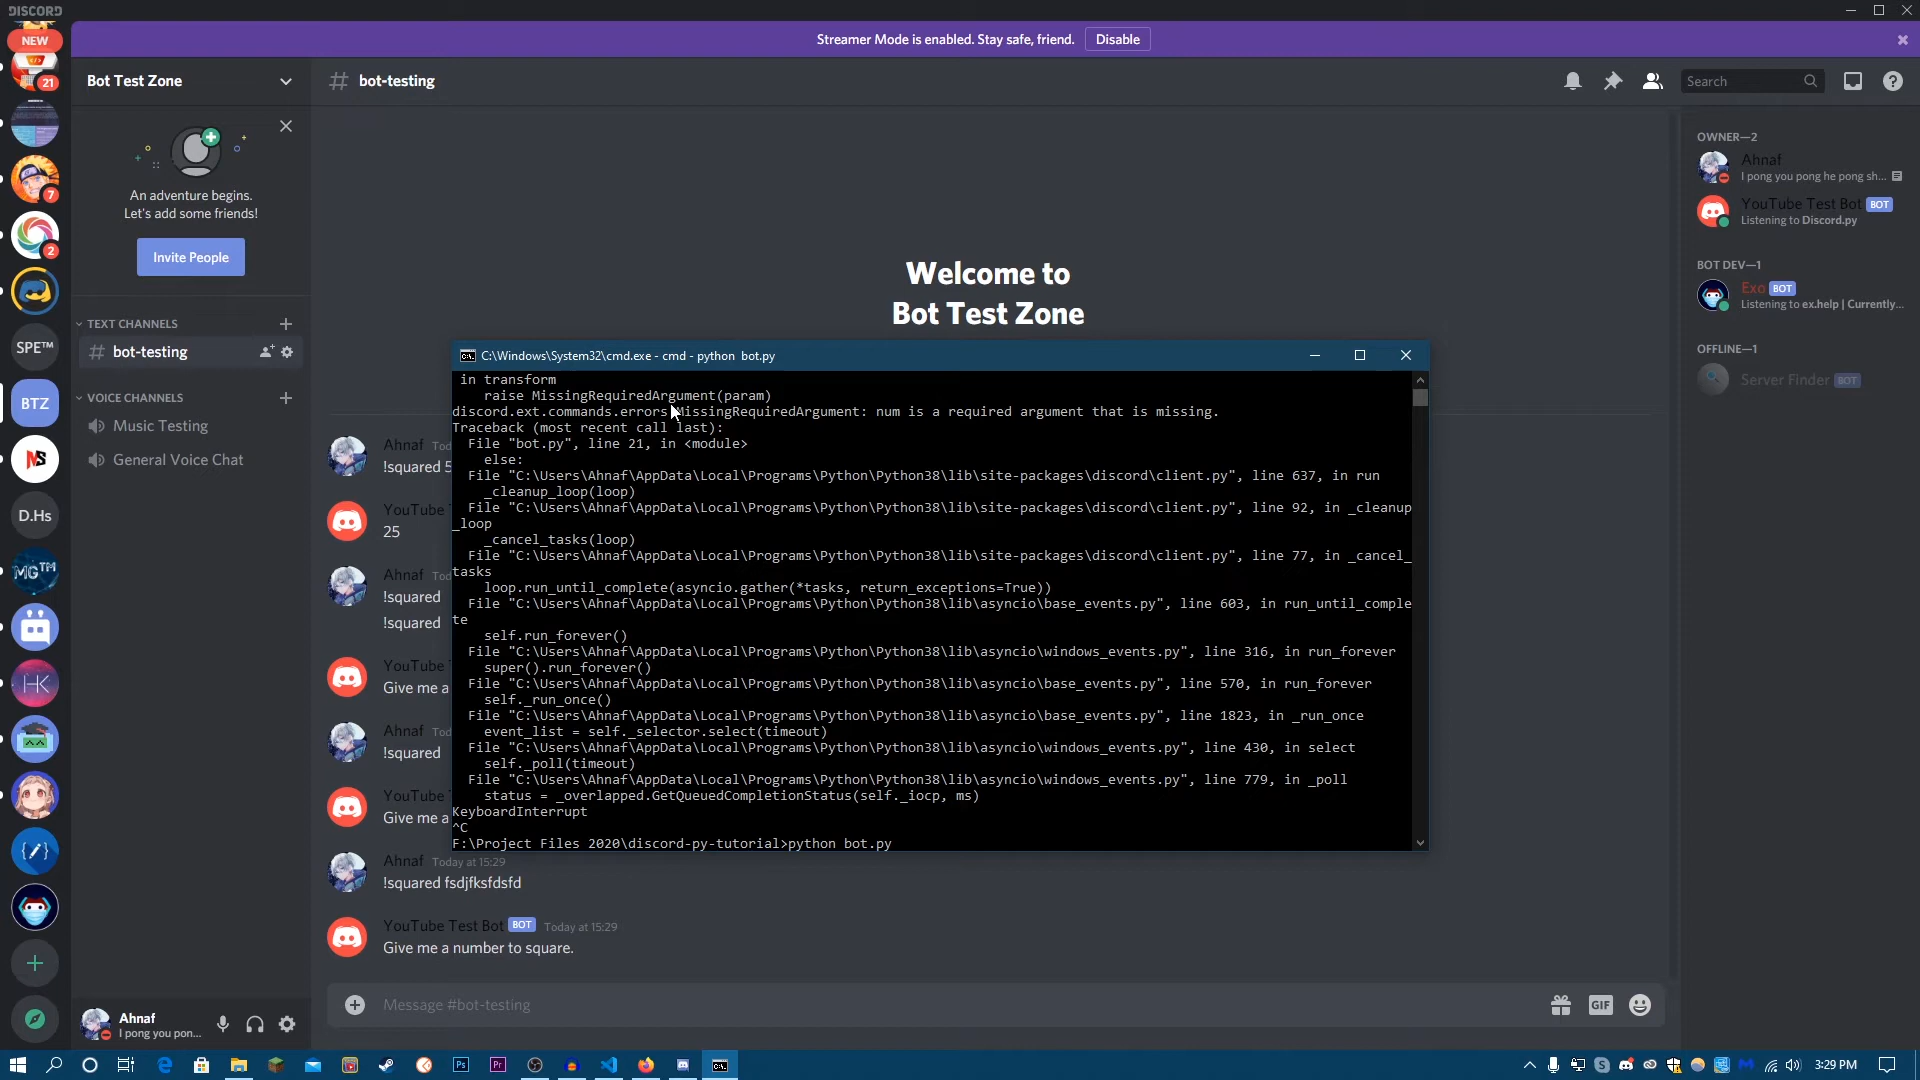 DISCORD
Streamer Mode is enabled. Stay safe, friend.
Disable
NEW
21
7
2
SPE™
BTZ
D.Hs
MG™
HK
Bot Test Zone
An adventure begins.
Let's add some friends!
Invite People
TEXT CHANNELS
bot-testing
VOICE CHANNELS
Music Testing
General Voice Chat
Ahnaf
I pong you pon...
# bot-testing
Search
Welcome to
Bot Test Zone
Ahnaf Tod
!squared 5
YouTube
25
Ahnaf Tod
!squared
!squared
YouTube T
Give me a
Ahnaf Tod
!squared
YouTube T
Give me a
Ahnaf Today at 15:29
!squared fsdjfksfdsfd
YouTube Test Bot BOT Today at 15:29
Give me a number to square.
Message #bot-testing
GIF
C:\Windows\System32\cmd.exe - cmd - python  bot.py
in transform
raise MissingRequiredArgument(param)
discord.ext.commands.errors.MissingRequiredArgument: num is a required argument that is missing.
Traceback (most recent call last):
File "bot.py", line 21, in <module>
else:
File "C:\Users\Ahnaf\AppData\Local\Programs\Python\Python38\lib\site-packages\discord\client.py", line 637, in run
_cleanup_loop(loop)
File "C:\Users\Ahnaf\AppData\Local\Programs\Python\Python38\lib\site-packages\discord\client.py", line 92, in _cleanup
_loop
_cancel_tasks(loop)
File "C:\Users\Ahnaf\AppData\Local\Programs\Python\Python38\lib\site-packages\discord\client.py", line 77, in _cancel_
tasks
loop.run_until_complete(asyncio.gather(*tasks, return_exceptions=True))
File "C:\Users\Ahnaf\AppData\Local\Programs\Python\Python38\lib\asyncio\base_events.py", line 603, in run_until_comple
te
self.run_forever()
File "C:\Users\Ahnaf\AppData\Local\Programs\Python\Python38\lib\asyncio\windows_events.py", line 316, in run_forever
super().run_forever()
File "C:\Users\Ahnaf\AppData\Local\Programs\Python\Python38\lib\asyncio\base_events.py", line 570, in run_forever
self._run_once()
File "C:\Users\Ahnaf\AppData\Local\Programs\Python\Python38\lib\asyncio\base_events.py", line 1823, in _run_once
event_list = self._selector.select(timeout)
File "C:\Users\Ahnaf\AppData\Local\Programs\Python\Python38\lib\asyncio\windows_events.py", line 430, in select
self._poll(timeout)
File "C:\Users\Ahnaf\AppData\Local\Programs\Python\Python38\lib\asyncio\windows_events.py", line 779, in _poll
status = _overlapped.GetQueuedCompletionStatus(self._iocp, ms)
KeyboardInterrupt
^C
F:\Project Files 2020\discord-py-tutorial>python bot.py
OWNER—2
Ahnaf
I pong you pong he pong sh...
YouTube Test Bot BOT
Listening to Discord.py
BOT DEV—1
Exo BOT
Listening to ex.help | Currently...
OFFLINE—1
Server Finder BOT
Ps
Pr
3:29 PM